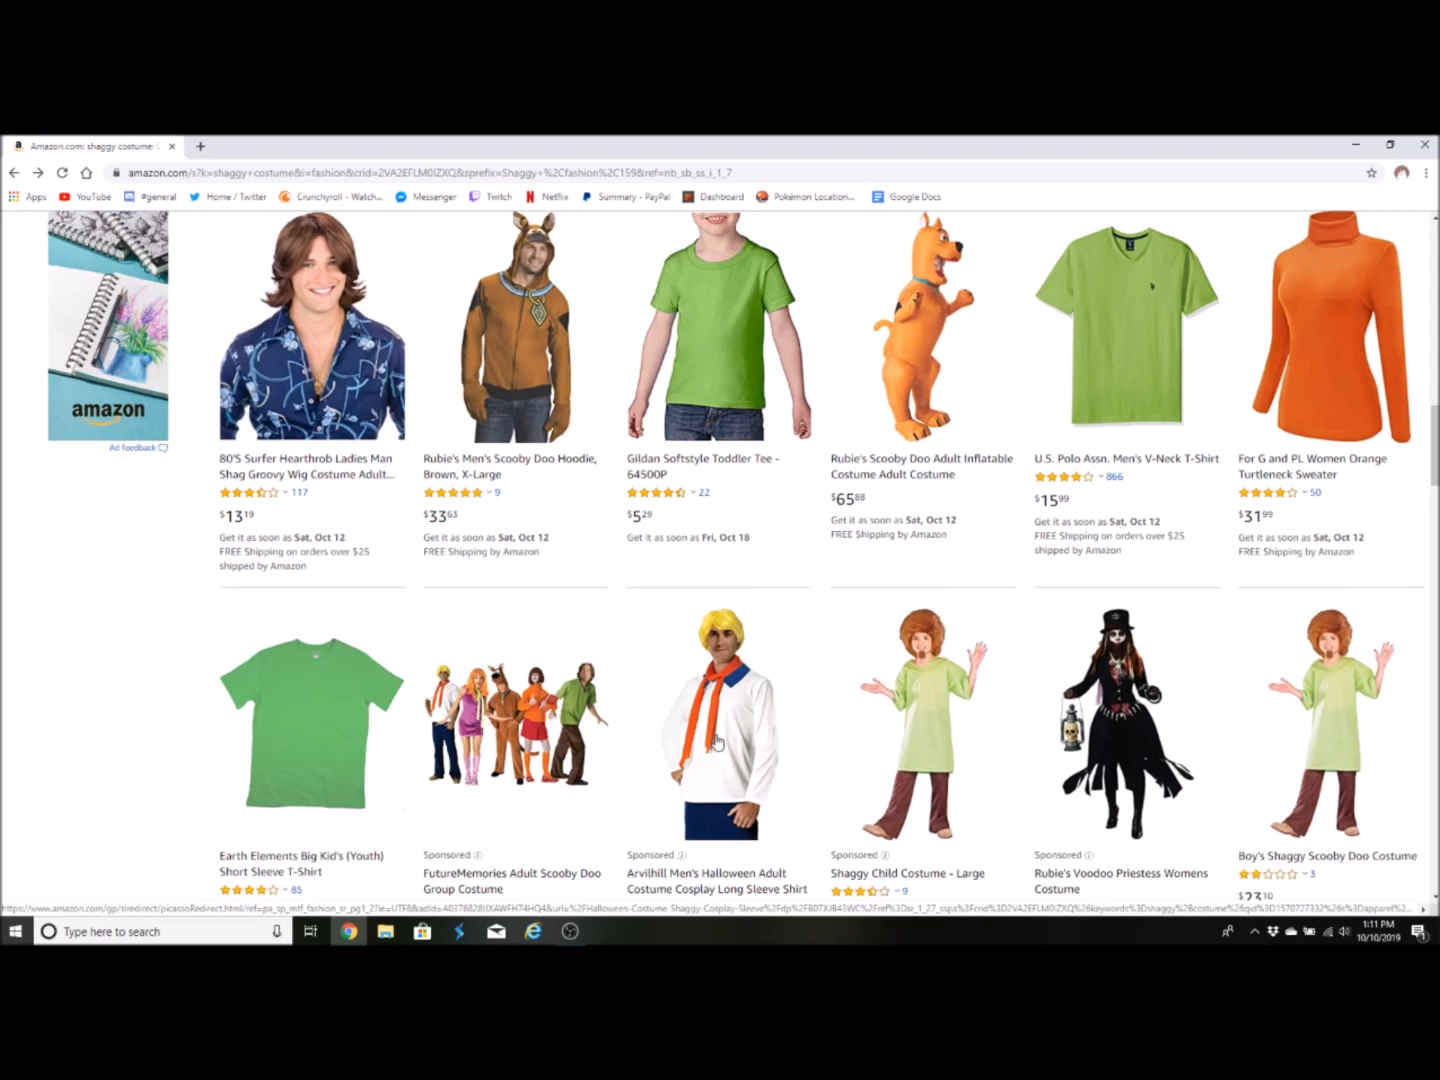 Amazon.com: shaggy costume:
amazon.com/s?k=shaggy+costume&i=fashion&crid=2VA2EFLM0IZXQ&sprefix=Shaggy+%2Cfashion%2C159&ref=nb_sb_ss_i_1_7
Apps YouTube #general Home / Twitter Crunchyroll - Watch... Messenger Twitch Netflix Summary - PayPal Dashboard Pokémon Location... Google Docs
amazon
Ad feedback
80'S Surfer Hearthrob Ladies Man
Shag Groovy Wig Costume Adult...
117
$13 19
Get it as soon as Sat, Oct 12
FREE Shipping on orders over $25
shipped by Amazon
Rubie's Men's Scooby Doo Hoodie,
Brown, X-Large
9
$33 63
Get it as soon as Sat, Oct 12
FREE Shipping by Amazon
Gildan Softstyle Toddler Tee -
64500P
22
$5 29
Get it as soon as Fri, Oct 18
Rubie's Scooby Doo Adult Inflatable
Costume Adult Costume
$65 88
Get it as soon as Sat, Oct 12
FREE Shipping by Amazon
U.S. Polo Assn. Men's V-Neck T-Shirt
866
$15 99
Get it as soon as Sat, Oct 12
FREE Shipping on orders over $25
shipped by Amazon
For G and PL Women Orange
Turtleneck Sweater
50
$31 99
Get it as soon as Sat, Oct 12
FREE Shipping by Amazon
Earth Elements Big Kid's (Youth)
Short Sleeve T-Shirt
85
Sponsored
FutureMemories Adult Scooby Doo
Group Costume
Sponsored
Arvilhill Men's Halloween Adult
Costume Cosplay Long Sleeve Shirt
Sponsored
Shaggy Child Costume - Large
9
Sponsored
Rubie's Voodoo Priestess Womens
Costume
Boy's Shaggy Scooby Doo Costume
3
$23 10
Type here to search
1:11 PM
10/10/2019